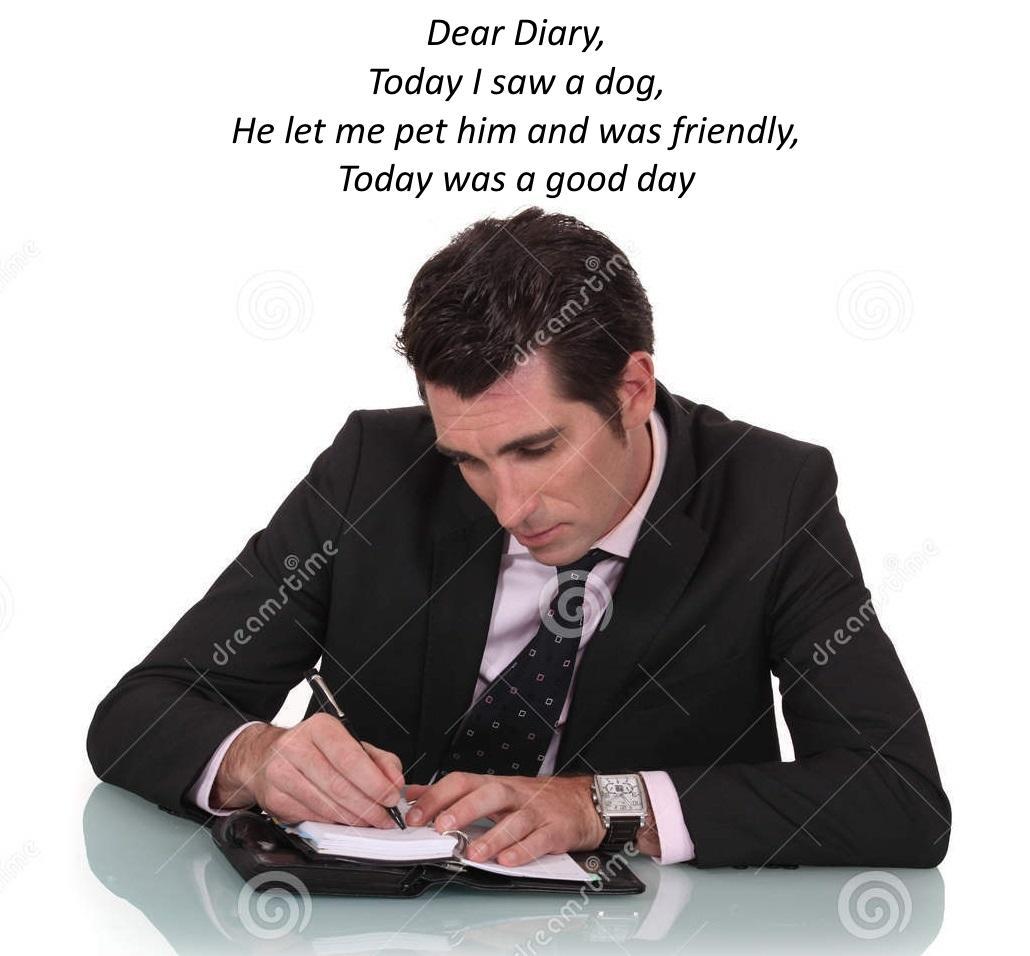 Dear Diary,
Today I saw a dog,
He let me pet him and was friendly,
Today was a good day
dreamstime
dreamstime
dreamstime
dreamstime